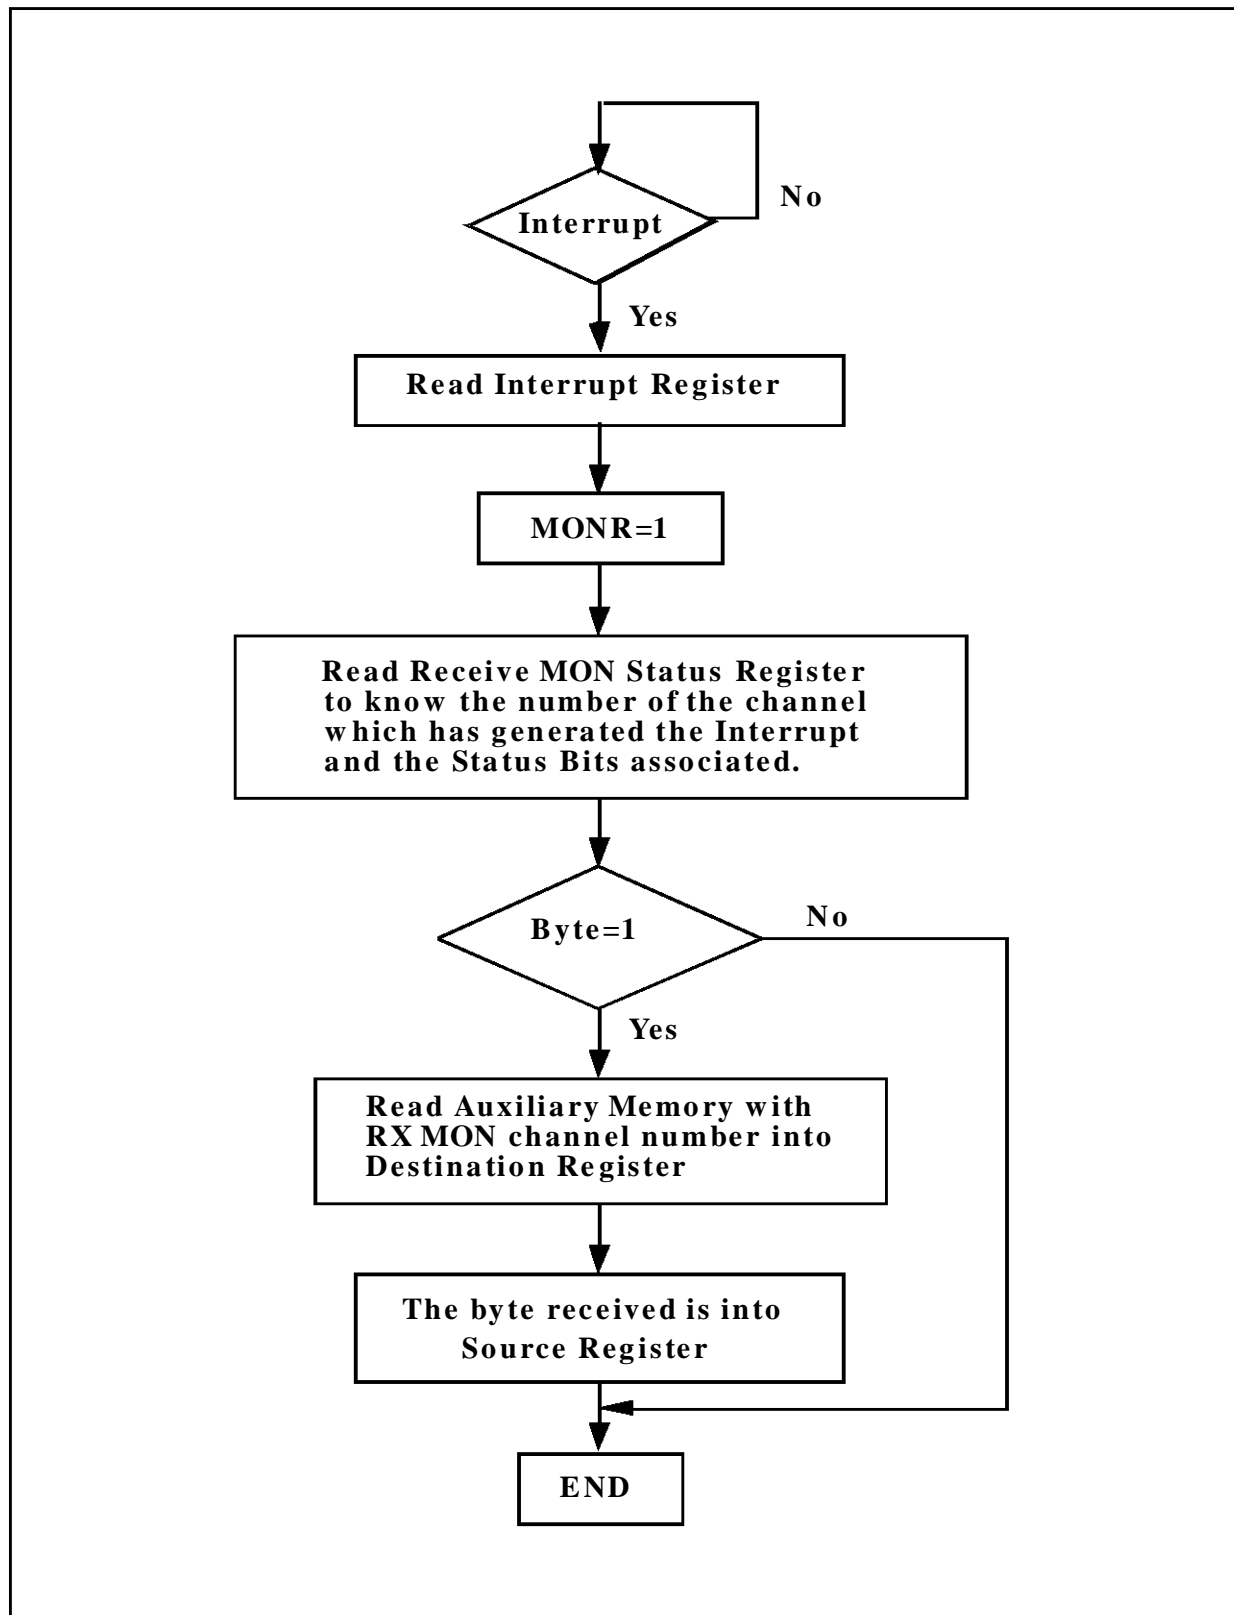 Interrupt
No
Yes
Read Interrupt Register
MONR=1
Read Receive MON Status Register
to know the number of the channel
which has generated the Interrupt
and the Status Bits associated.
Byte=1
No
Yes
Read Auxiliary Memory with
RX MON channel number into
Destination Register
The byte received is into
Source Register
END